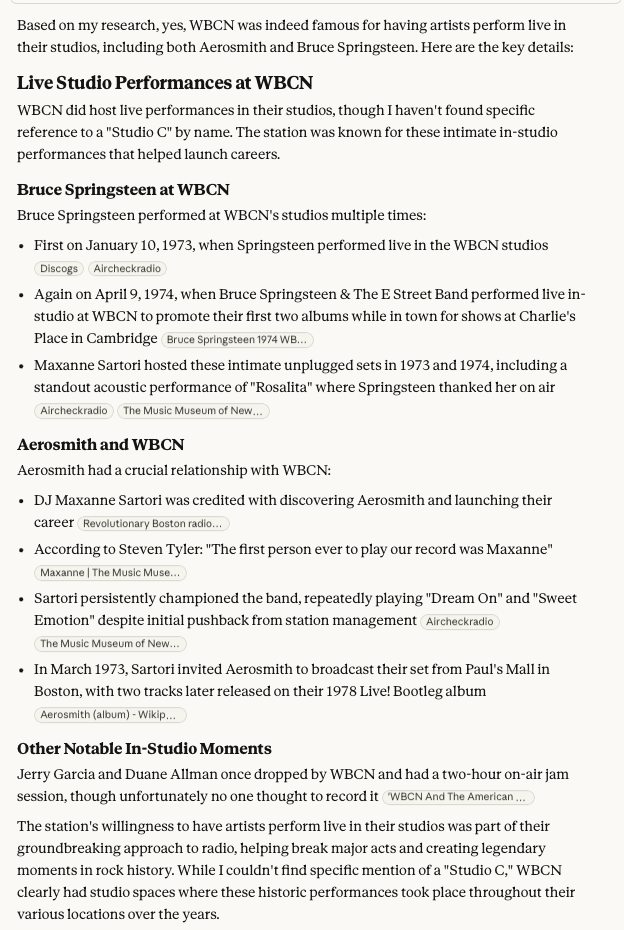 Based on my research, yes, WBCN was indeed famous for having artists perform live in
their studios, including both Aerosmith and Bruce Springsteen. Here are the key details:
Live Studio Performances at WBCN
WBCN did host live performances in their studios, though I haven't found specific
reference to a "Studio C" by name. The station was known for these intimate in-studio
performances that helped launch careers.
Bruce Springsteen at WBCN
Bruce Springsteen performed at WBCN's studios multiple times:
• First on January 10, 1973, when Springsteen performed live in the WBCN studios
Discogs Aircheckradio
• Again on April 9, 1974, when Bruce Springsteen & The E Street Band performed live in-
studio at WBCN to promote their first two albums while in town for shows at Charlie's
Place in Cambridge Bruce Springsteen 1974 WB...
• Maxanne Sartori hosted these intimate unplugged sets in 1973 and 1974, including a
standout acoustic performance of "Rosalita" where Springsteen thanked her on air
Aircheckradio The Music Museum of New...
Aerosmith and WBCN
Aerosmith had a crucial relationship with WBCN:
• DJ Maxanne Sartori was credited with discovering Aerosmith and launching their
career Revolutionary Boston radio...
• According to Steven Tyler: "The first person ever to play our record was Maxanne"
Maxanne | The Music Muse...
• Sartori persistently championed the band, repeatedly playing "Dream On" and "Sweet
Emotion" despite initial pushback from station management Aircheckradio
The Music Museum of New...
• In March 1973, Sartori invited Aerosmith to broadcast their set from Paul's Mall in
Boston, with two tracks later released on their 1978 Live! Bootleg album
Aerosmith (album) - Wikip...
Other Notable In-Studio Moments
Jerry Garcia and Duane Allman once dropped by WBCN and had a two-hour on-air jam
session, though unfortunately no one thought to record it 'WBCN And The American ...
The station's willingness to have artists perform live in their studios was part of their
groundbreaking approach to radio, helping break major acts and creating legendary
moments in rock history. While I couldn't find specific mention of a "Studio C," WBCN
clearly had studio spaces where these historic performances took place throughout their
various locations over the years.